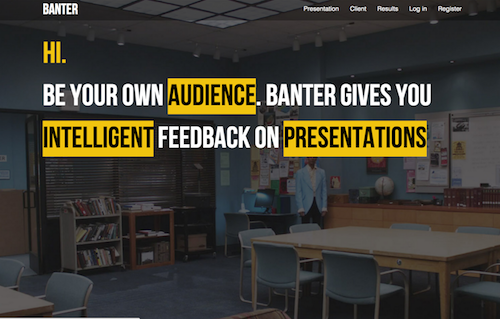 BANTER
Presentation Client Results Log in Register
HI.
BE YOUR OWN AUDIENCE. BANTER GIVES YOU
INTELLIGENT FEEDBACK ON PRESENTATIONS